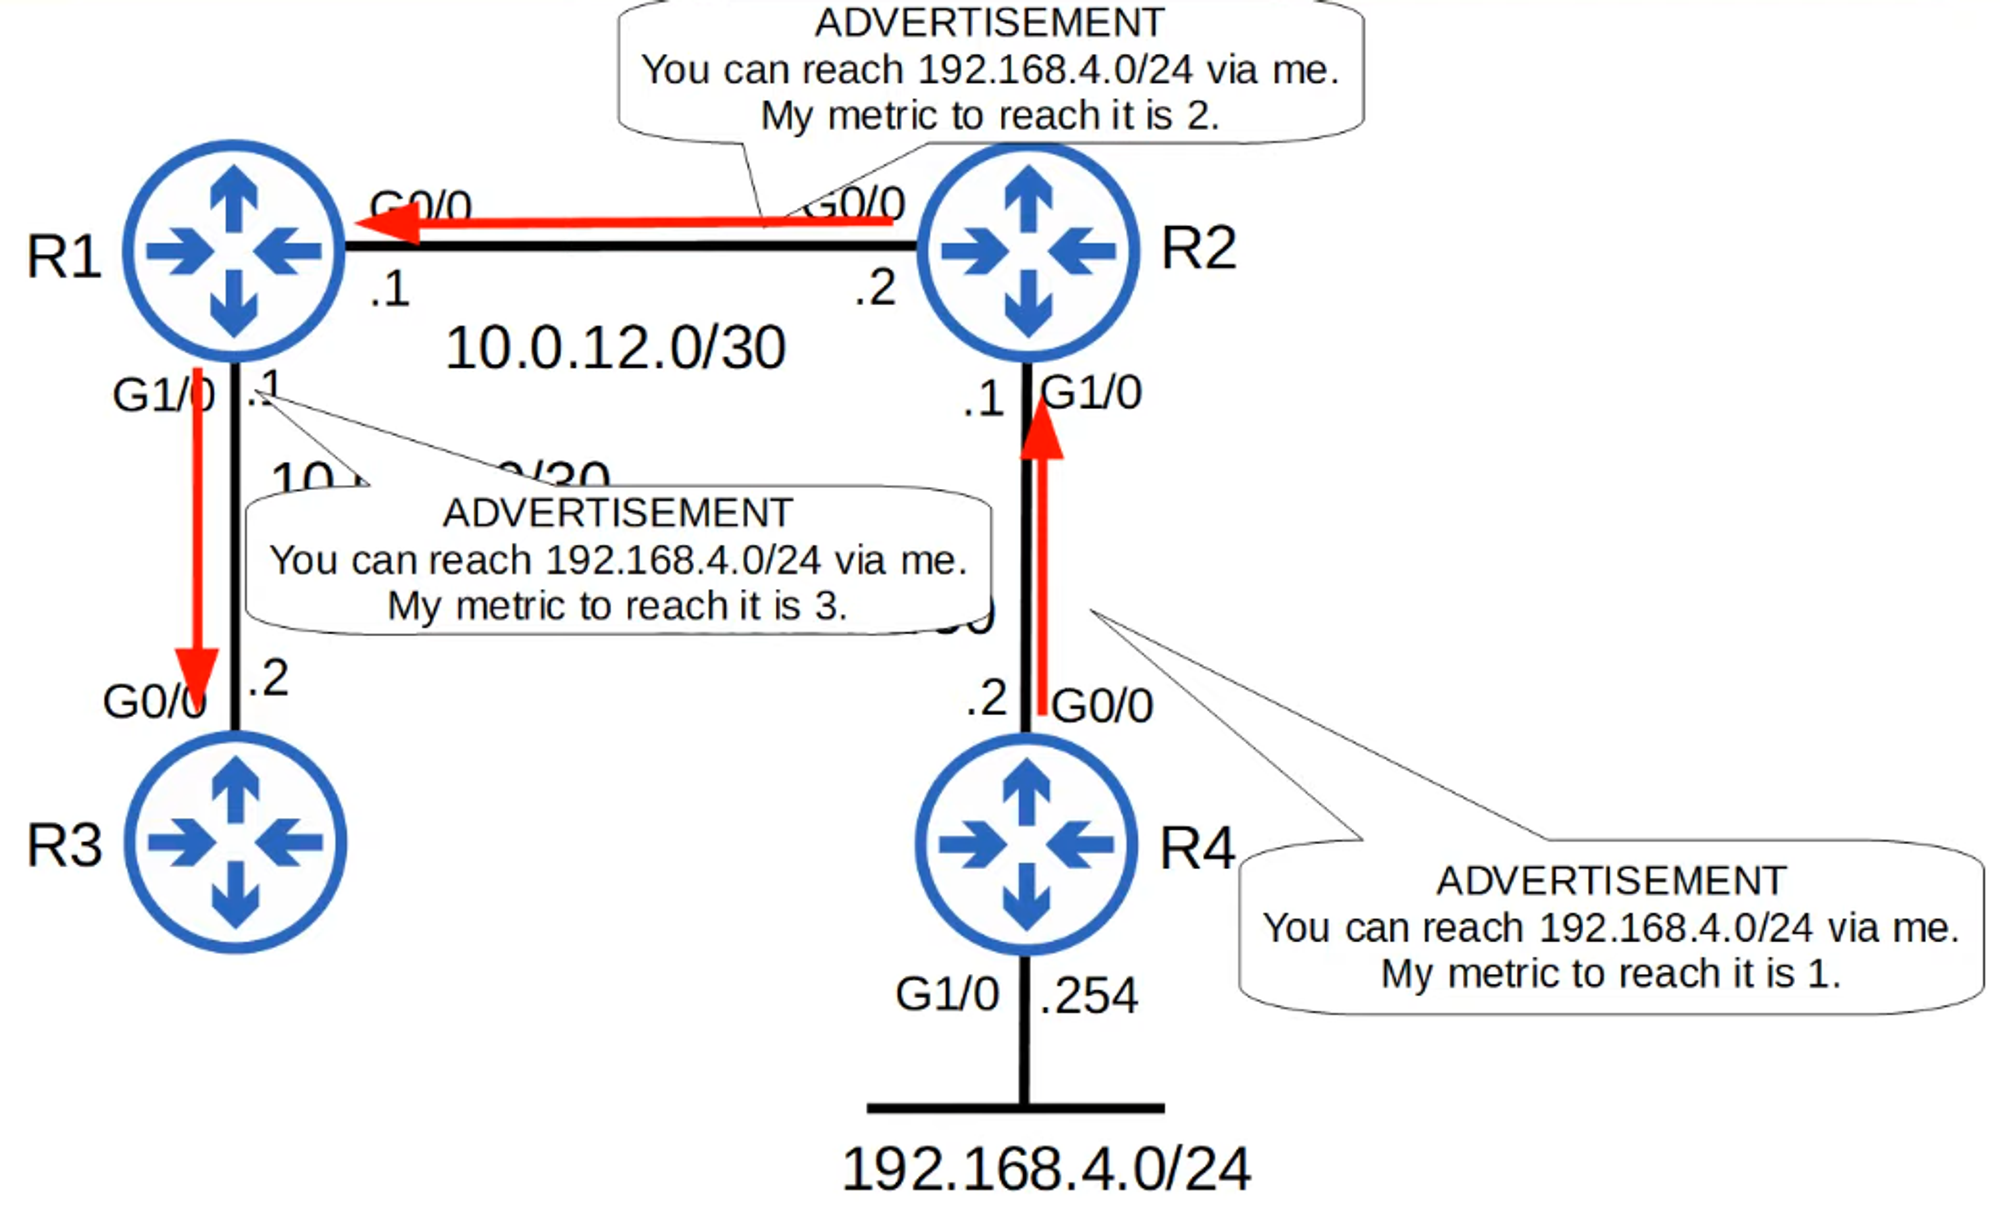 ADVERTISEMENT
You can reach 192.168.4.0/24 via me.
My metric to reach it is 2.
G0/0
G0/0
R1
R2
.1
.2
10.0.12.0/30
G1/0
.1
.1
G1/0
ADVERTISEMENT
You can reach 192.168.4.0/24 via me.
My metric to reach it is 3.
.2
G0/0
.2
G0/0
R3
R4
ADVERTISEMENT
You can reach 192.168.4.0/24 via me.
My metric to reach it is 1.
G1/0
.254
192.168.4.0/24